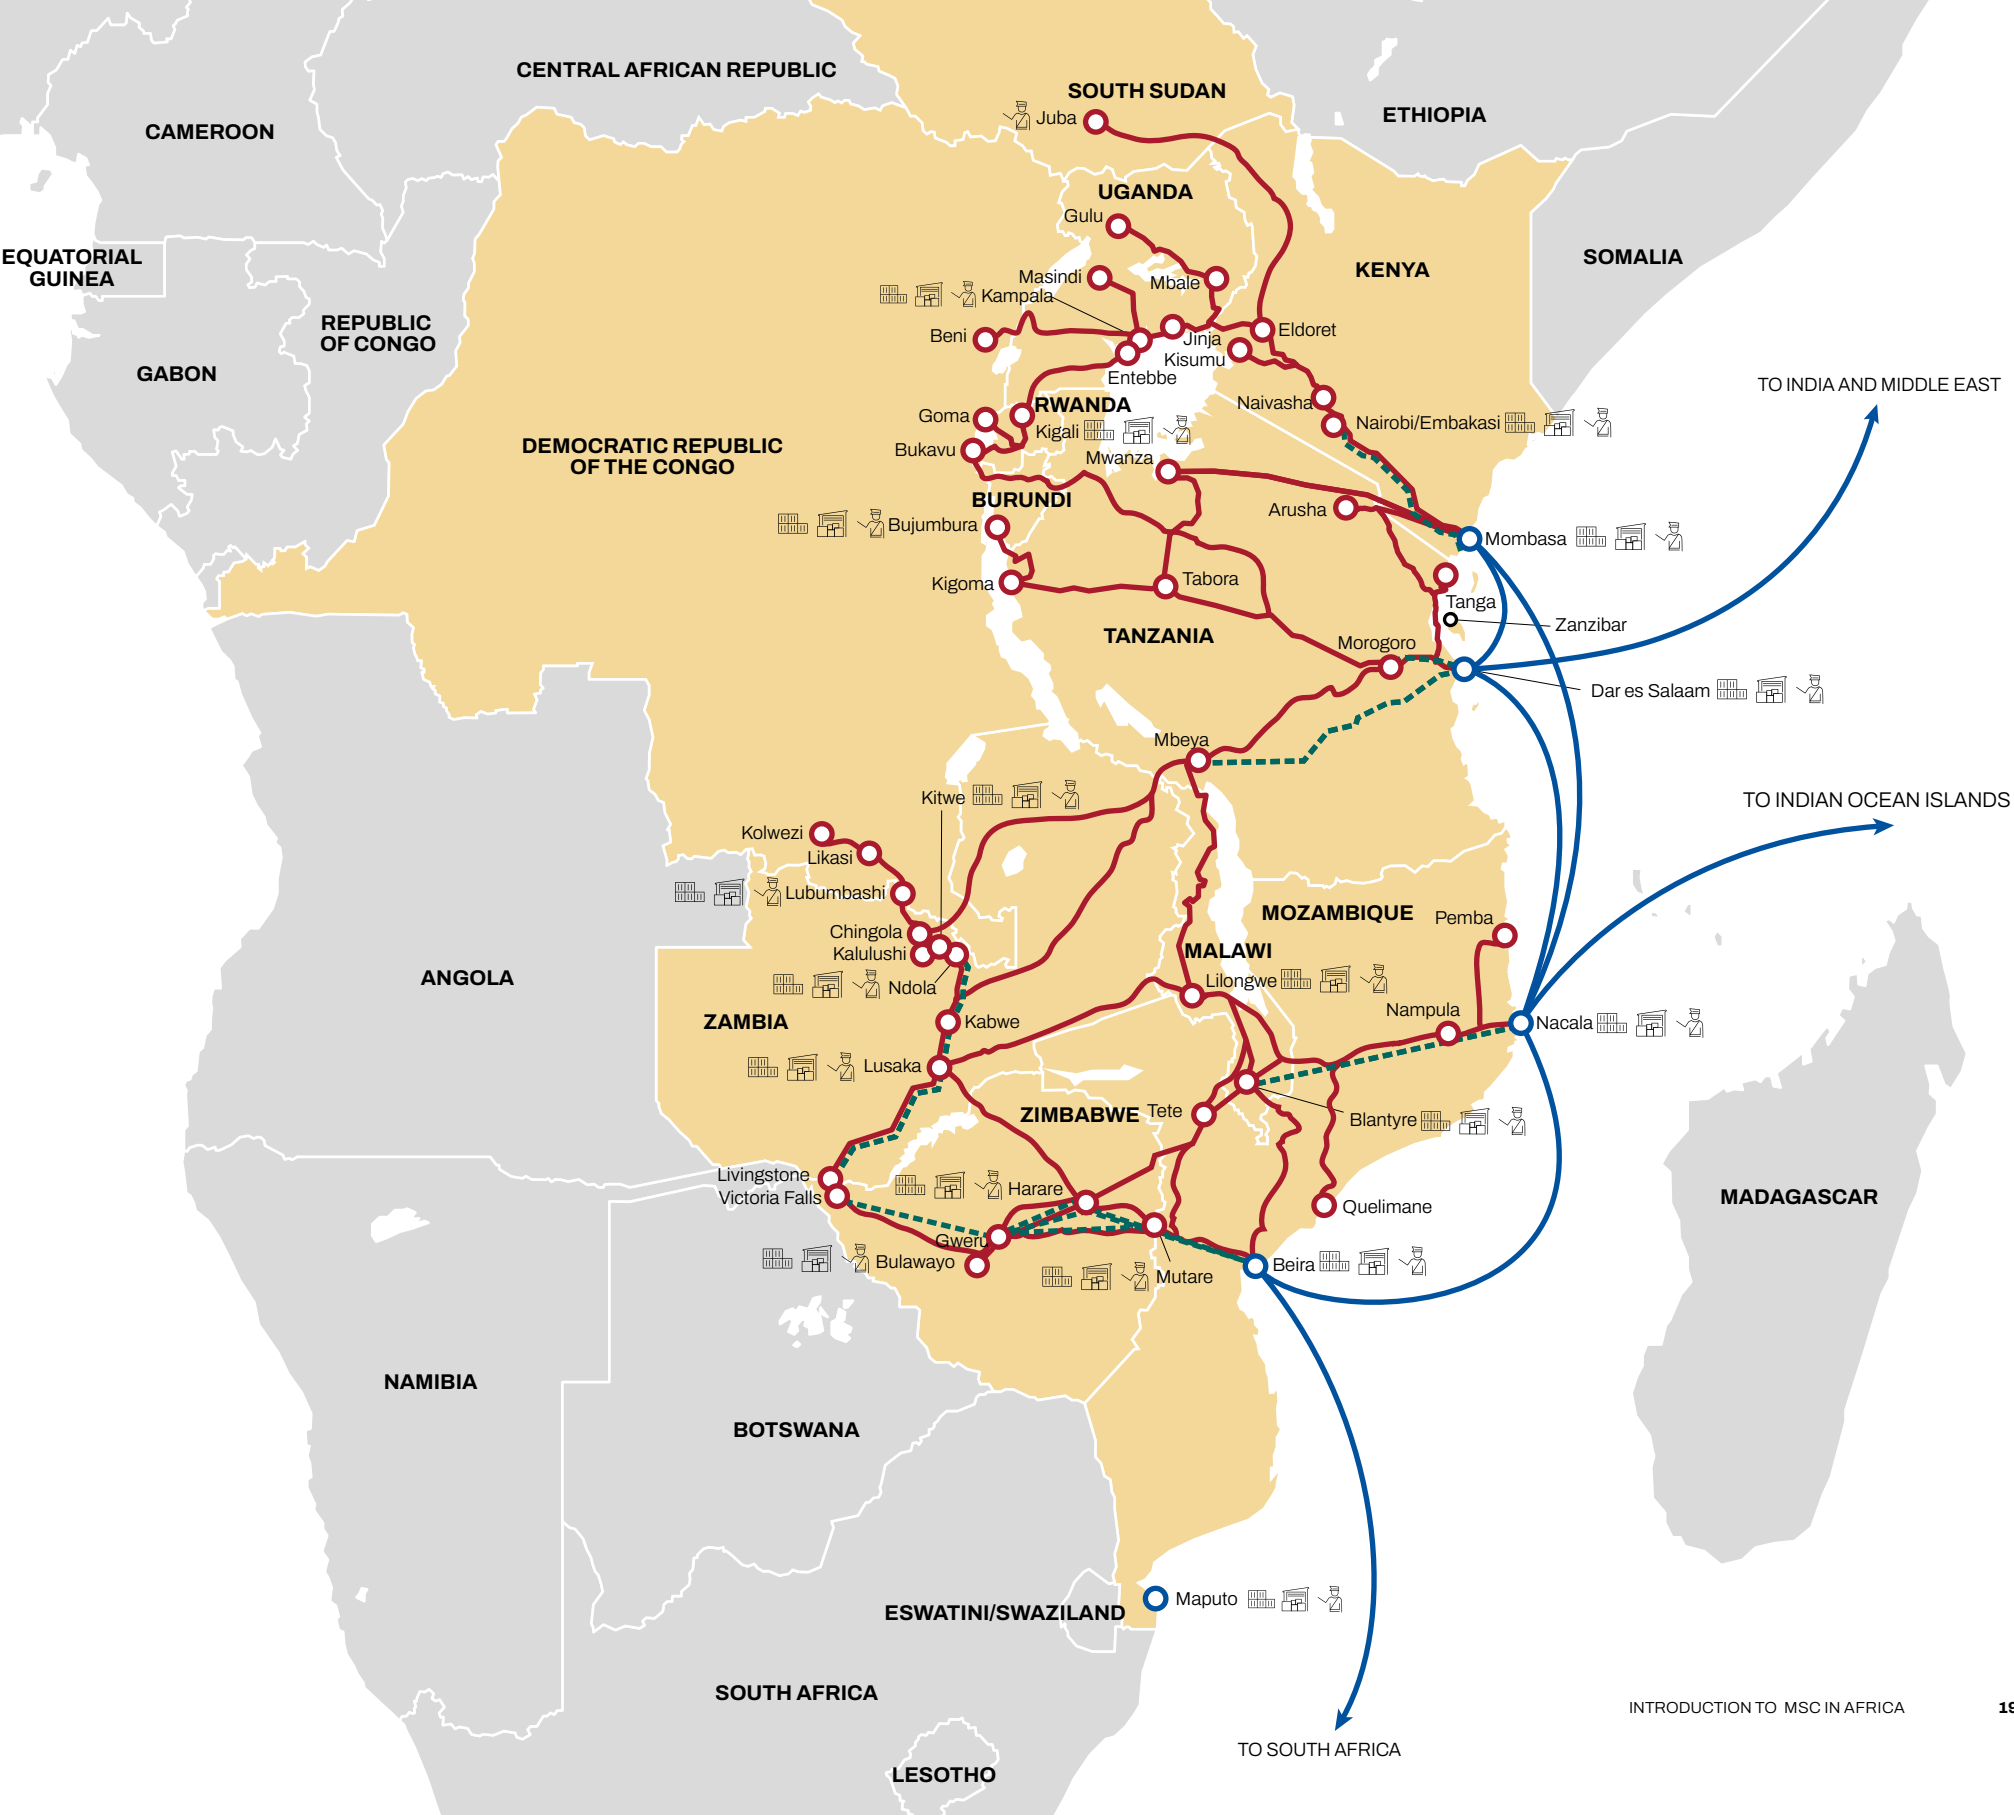 CENTRAL AFRICAN REPUBLIC
SOUTH SUDAN
ETHIOPIA
Juba
CAMEROON
UGANDA
Gulu
EQUATORIAL
GUINEA
SOMALIA
KENYA
Masindi
Mbale
Kampala
REPUBLIC
OF CONGO
Beni
Jinja
Eldoret
Kisumu
GABON
Entebbe
TO INDIA AND MIDDLE EAST
Naivasha
RWANDA
Goma
Kigali
Nairobi/Embakasi
DEMOCRATIC REPUBLIC
OF THE CONGO
Bukavu
Mwanza
BURUNDI
Arusha
Bujumbura
Mombasa
Kigoma
Tabora
Tanga
Zanzibar
TANZANIA
Morogoro
Dar es Salaam
Mbeya
Kitwe
TO INDIAN OCEAN ISLANDS
Kolwezi
Likasi
Lubumbashi
MOZAMBIQUE
Pemba
Chingola
Kalulushi
MALAWI
ANGOLA
Lilongwe
Ndola
Nampula
ZAMBIA
Kabwe
Nacala
Lusaka
ZIMBABWE
Tete
Blantyre
Livingstone
Victoria Falls
Harare
MADAGASCAR
Quelimane
Gweru
Bulawayo
Beira
Mutare
NAMIBIA
BOTSWANA
Maputo
ESWATINI/SWAZILAND
SOUTH AFRICA
INTRODUCTION TO MSC IN AFRICA
19
TO SOUTH AFRICA
LESOTHO